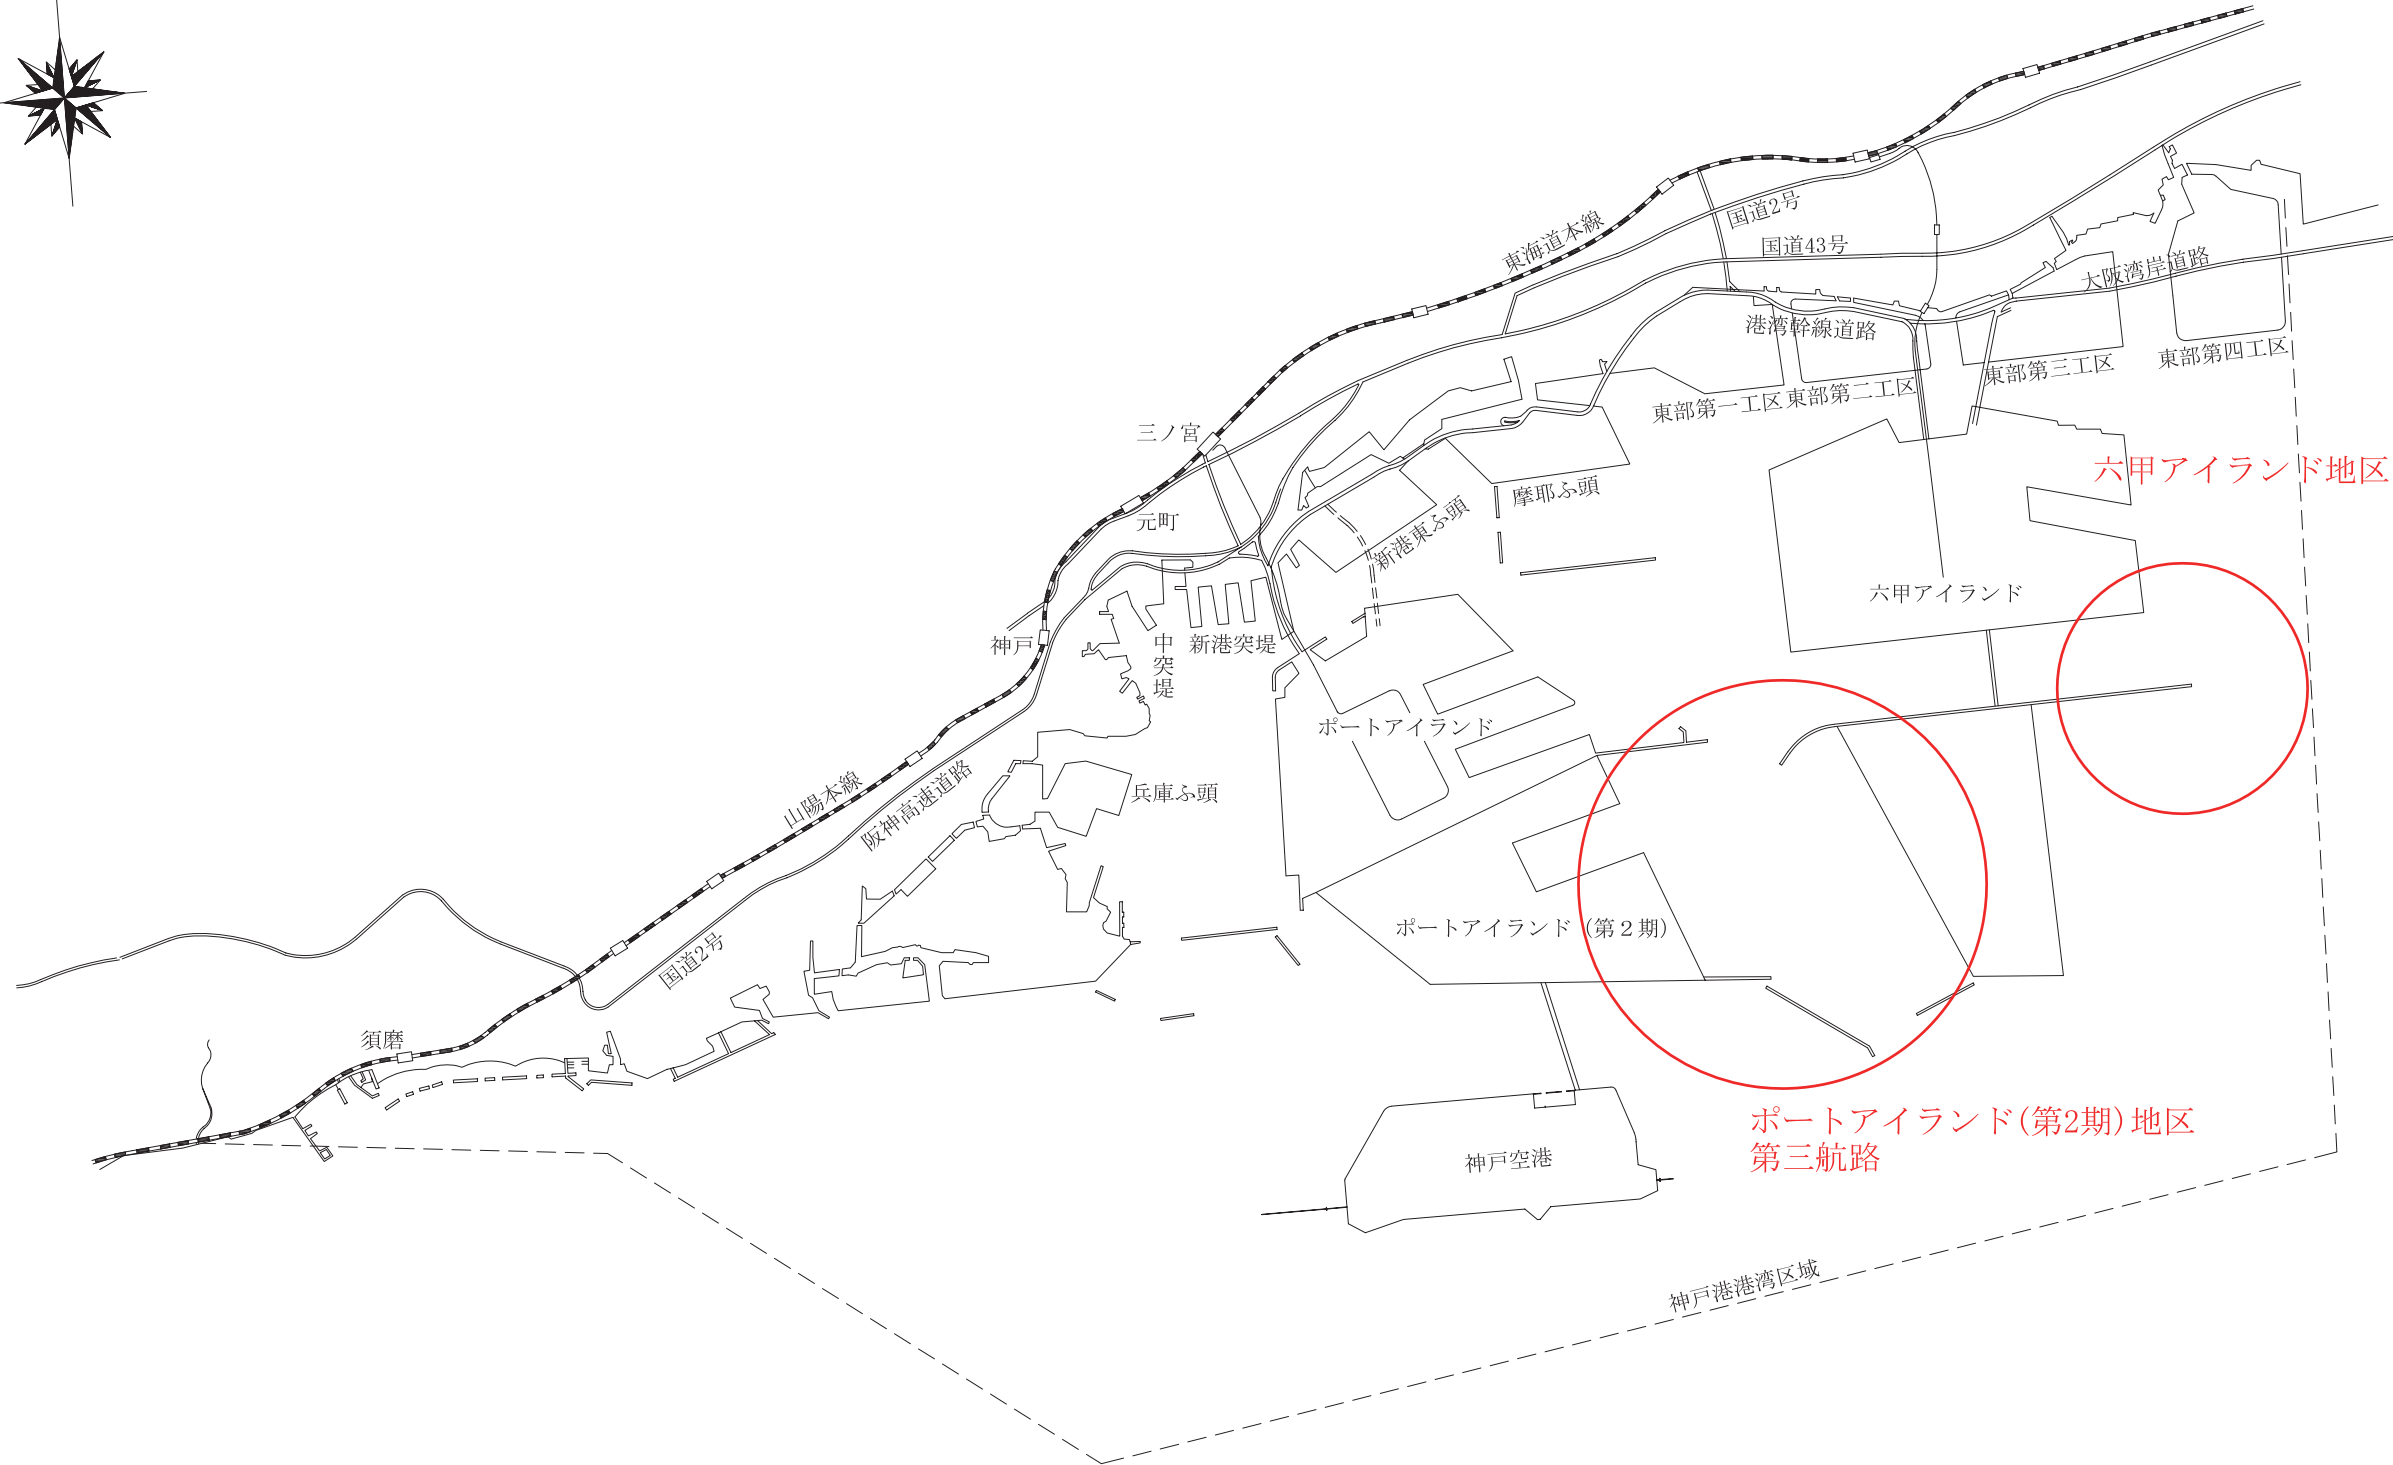 東海道本線
国道2号
国道43号
大阪湾岸道路
港湾幹線道路
東部第四工区
東部第三工区
東部第二工区
東部第一工区
三ノ宮
六甲アイランド地区
摩耶ふ頭
新港東ふ頭
元町
六甲アイランド
神戸
中突堤
新港突堤
ポートアイランド
山陽本線
阪神高速道路
兵庫ふ頭
ポートアイランド (第2期)
国道2号
須磨
ポートアイランド(第2期)地区
第三航路
神戸空港
神戸港港湾区域